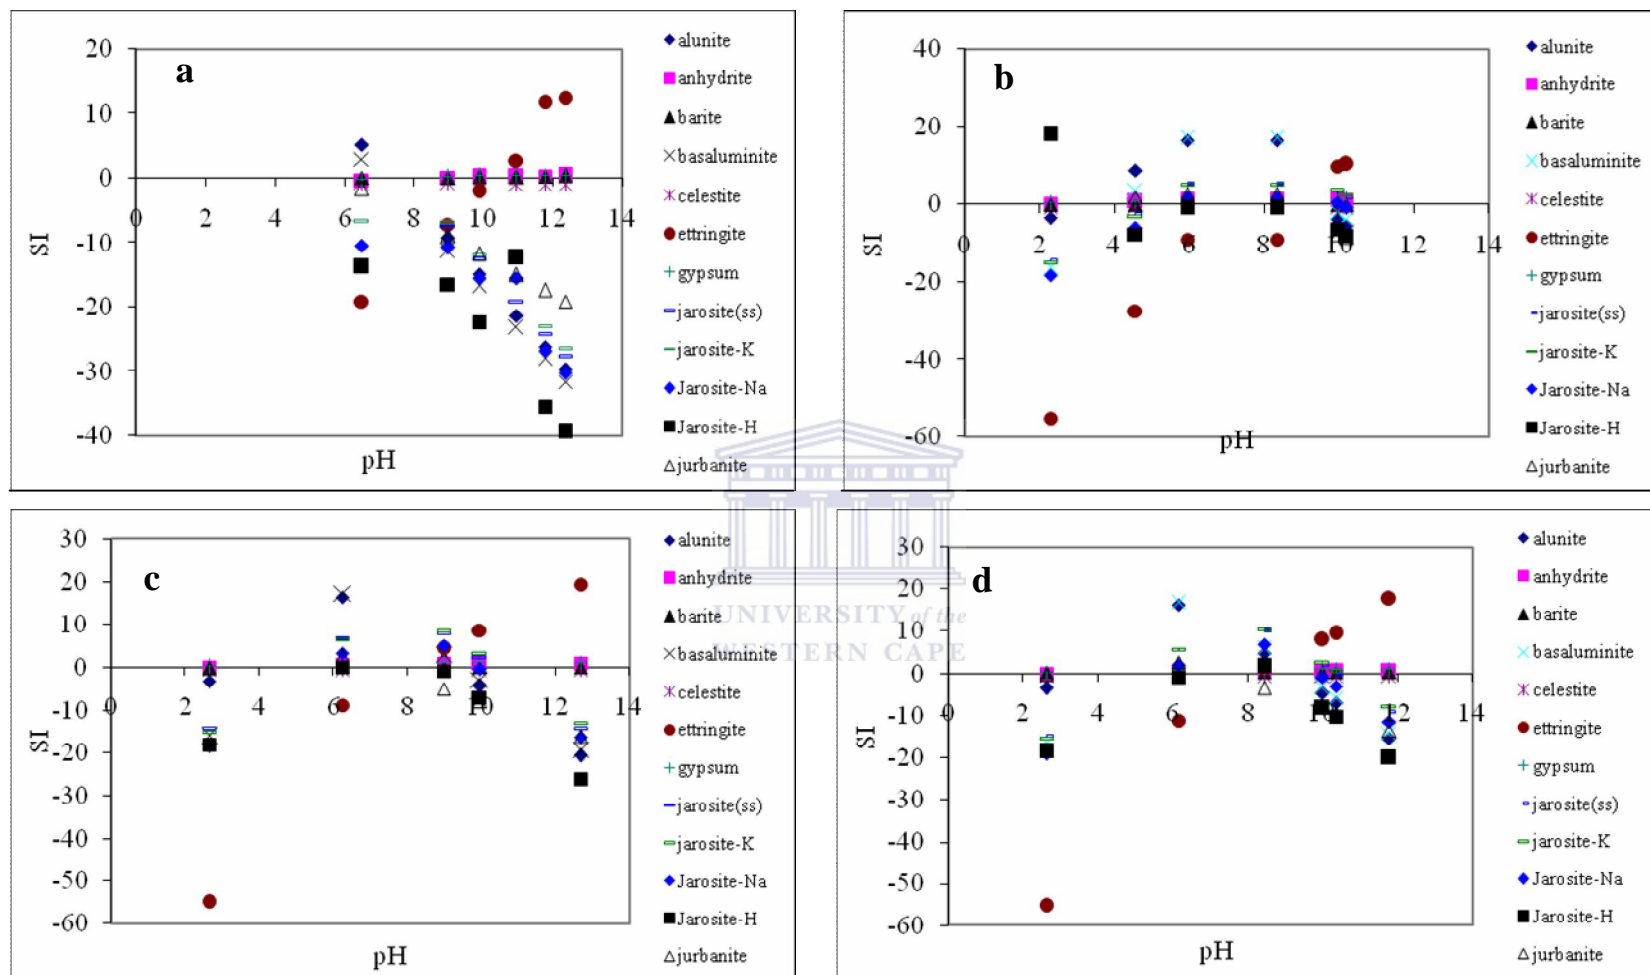 a
20
10
0
-10
-20
-30
-40
0 2 4 6 8 10 12 14
SI
pH
alunite
anhydrite
barite
basaluminite
celestite
ettringite
gypsum
jarosite(ss)
jarosite-K
Jarosite-Na
Jarosite-H
jurbanite
b
40
20
0
-20
-40
-60
0 2 4 6 8 10 12 14
SI
pH
alunite
anhydrite
barite
basaluminite
celestite
ettringite
gypsum
jarosite(ss)
jarosite-K
Jarosite-Na
Jarosite-H
jurbanite
UNIVERSITY of the
WESTERN CAPE
c
30
20
10
0
-10
-20
-30
-40
-50
-60
0 2 4 6 8 10 12 14
SI
pH
alunite
anhydrite
barite
basaluminite
celestite
ettringite
gypsum
jarosite(ss)
jarosite-K
Jarosite-Na
Jarosite-H
jurbanite
d
30
20
10
0
-10
-20
-30
-40
-50
-60
0 2 4 6 8 10 12 14
SI
pH
alunite
anhydrite
barite
basaluminite
celestite
ettringite
gypsum
jarosite(ss)
jarosite-K
Jarosite-Na
Jarosite-H
jurbanite